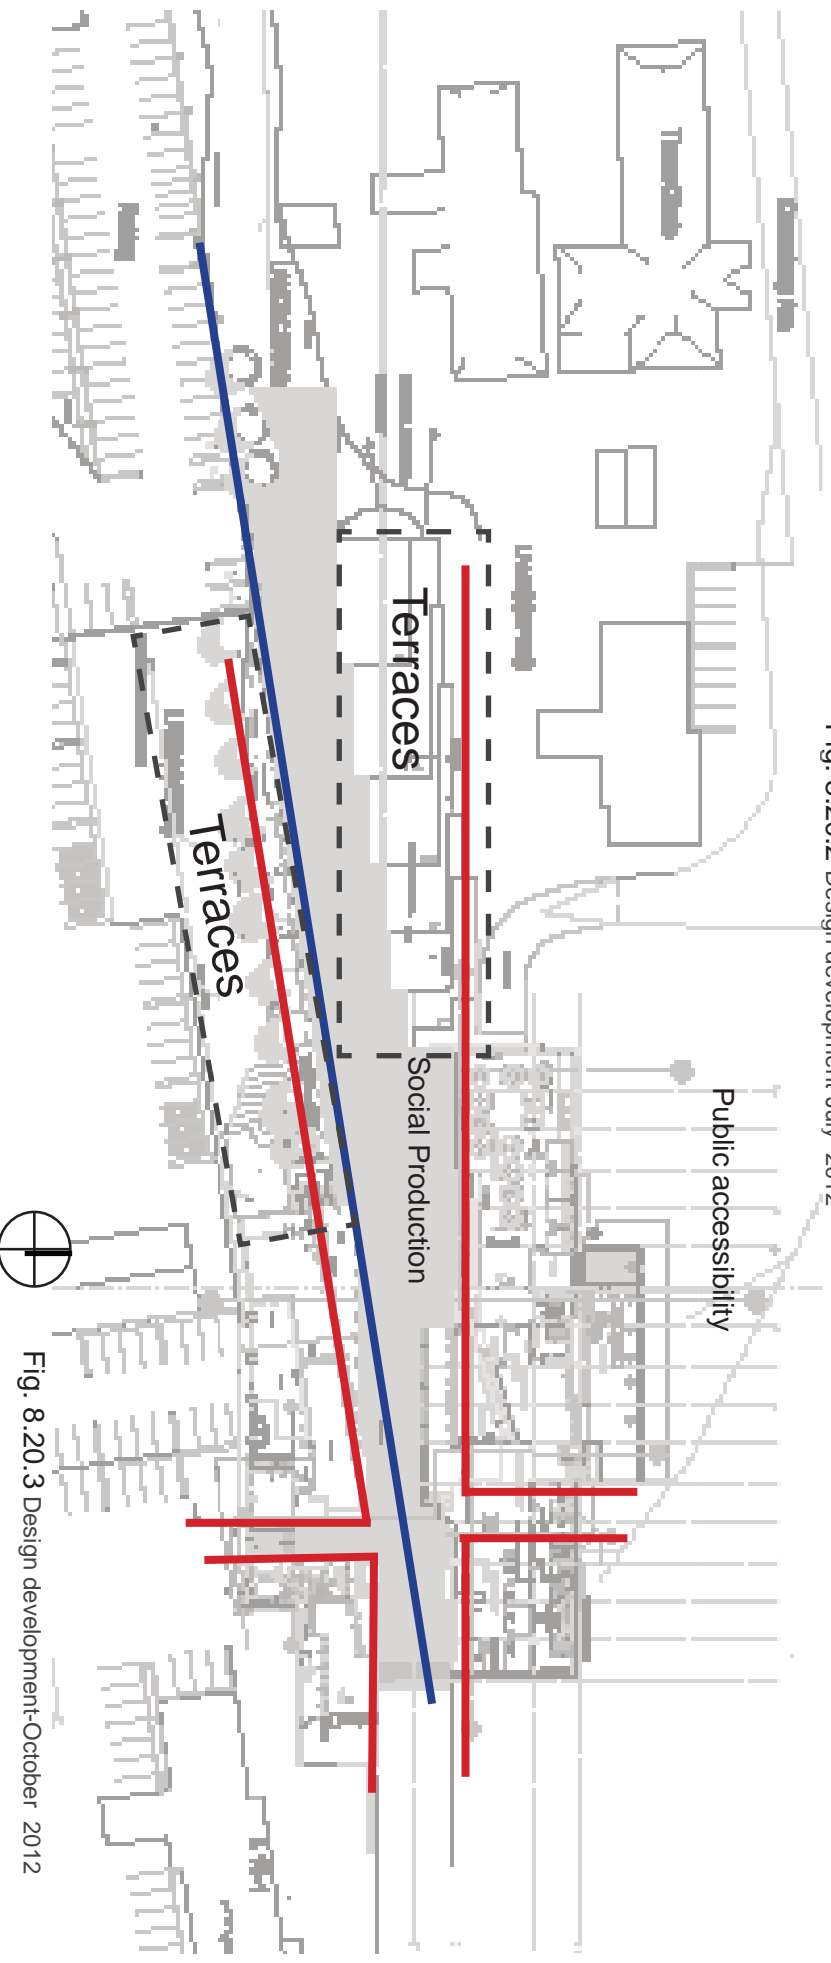 Public accessibility
Terraces
Social Production
Terraces
Fig. 8.20.3 Design development-October 2012